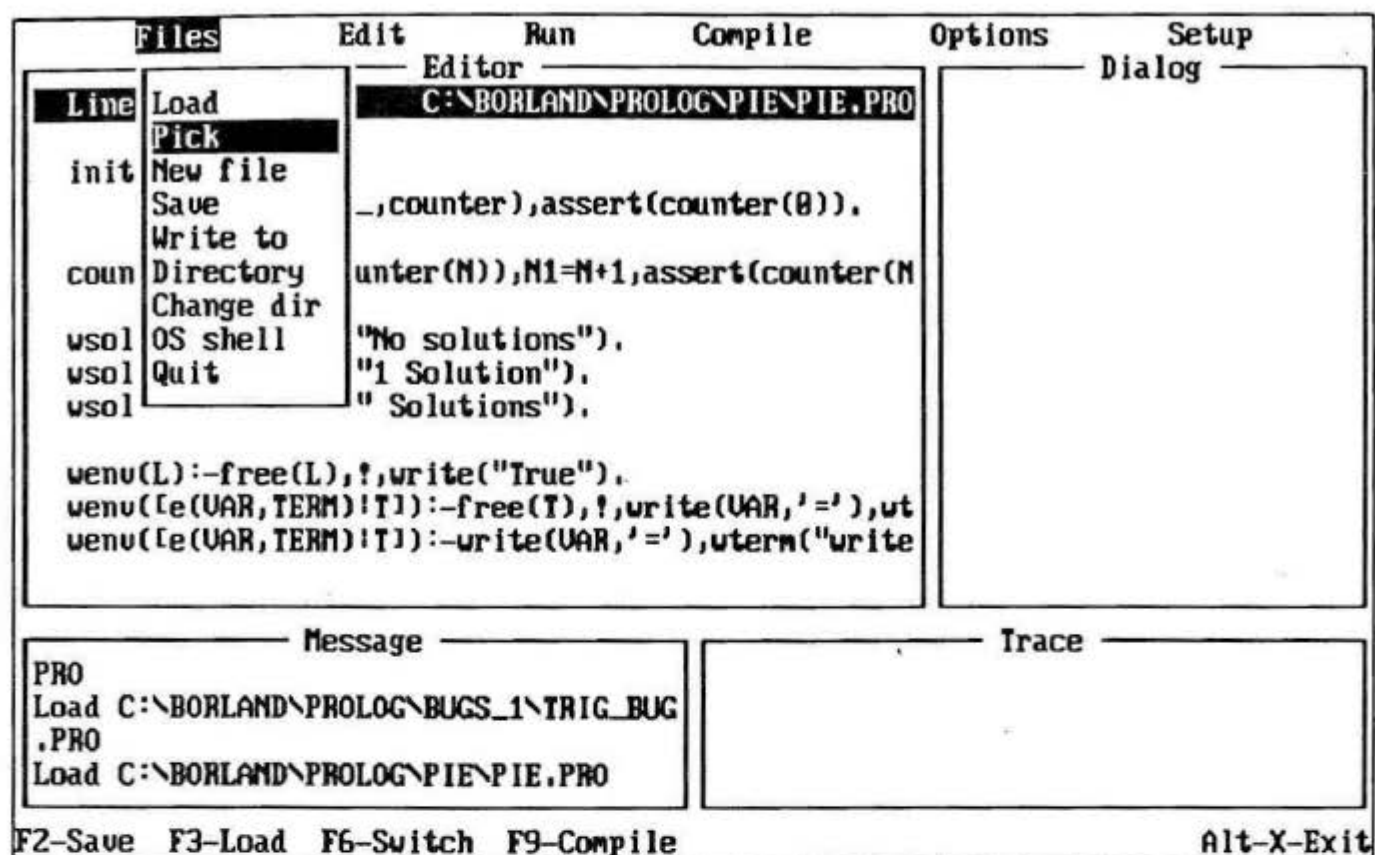 Files Edit Run Compile Options Setup
Editor
Line C:\BORLAND\PROLOG\PIE\PIE.PRO
Load
Pick
New file
Save
Write to
Directory
Change dir
OS shell
Quit
init
_,counter),assert(counter(0)).
coun unter(N)),N1=N+1,assert(counter(N
wsol "No solutions").
wsol "1 Solution").
wsol " Solutions").
wenv(L):-free(L),!,write("True").
wenv([e(VAR,TERM)|T]):-free(T),!,write(VAR,'='),wt
wenv([e(VAR,TERM)|T]):-write(VAR,'='),wterm("write
Dialog
Message
PRO
Load C:\BORLAND\PROLOG\BUGS_1\TRIG_BUG
.PRO
Load C:\BORLAND\PROLOG\PIE\PIE.PRO
Trace
F2-Save F3-Load F6-Switch F9-Compile Alt-X-Exit